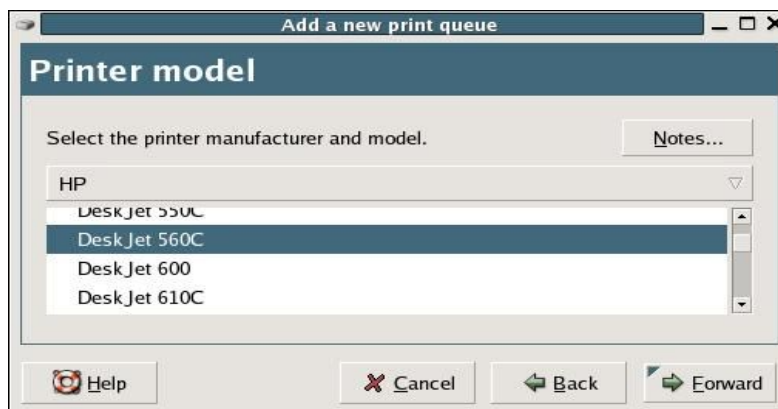 Add a new print queue
Printer model
Select the printer manufacturer and model.
Notes...
HP
DeskJet 550C
DeskJet 560C
DeskJet 600
DeskJet 610C
Help
Cancel
Back
Forward